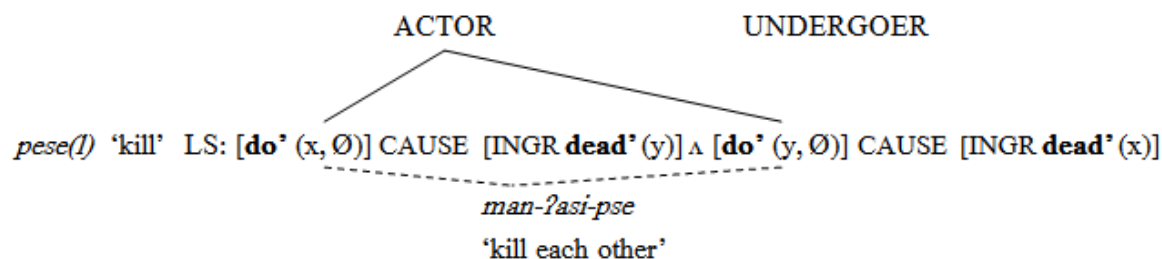 ACTOR UNDERGOER
pese(l) ‘kill’ LS: [do’ (x, Ø)] CAUSE [INGR dead’ (y)] ᴧ [do’ (y, Ø)] CAUSE [INGR dead’ (x)]
man-ʔasi-pse
‘kill each other’